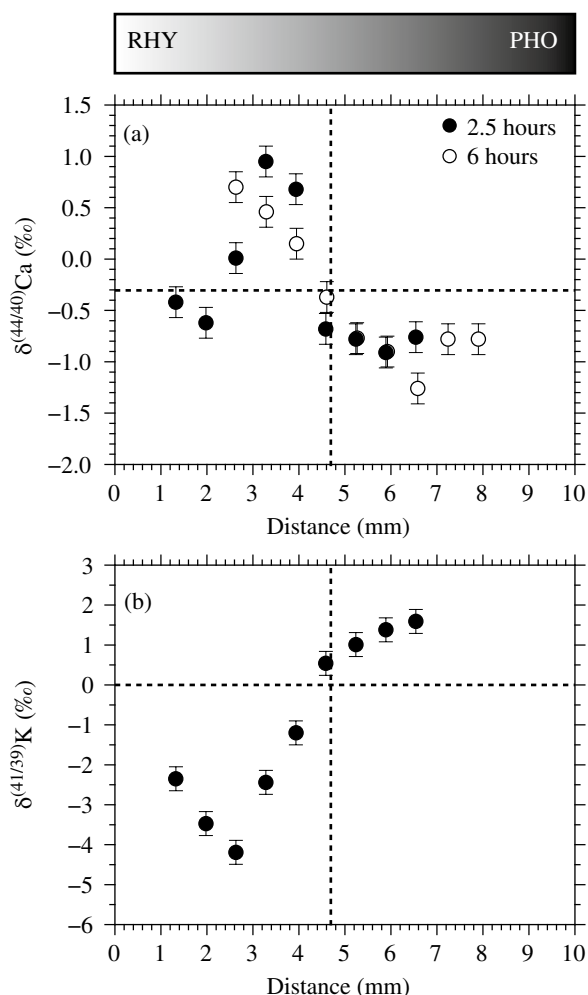 RHY PHO
(a)
2.5 hours
6 hours
1.5
1.0
0.5
0.0
−0.5
−1.0
−1.5
−2.0
δ(44/40)Ca (‰)
0 1 2 3 4 5 6 7 8 9 10
Distance (mm)
(b)
3
2
1
0
−1
−2
−3
−4
−5
−6
δ(41/39)K (‰)
0 1 2 3 4 5 6 7 8 9 10
Distance (mm)